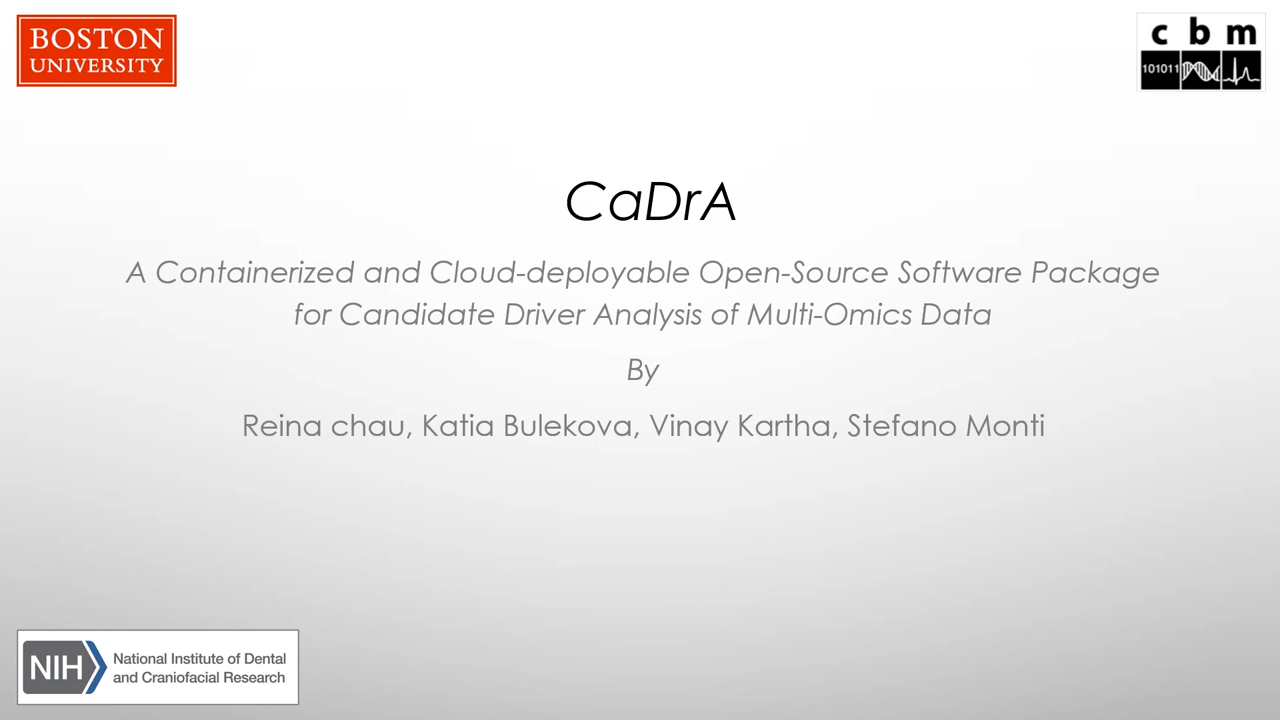 BOSTON
UNIVERSITY
c b m
101011
CaDrA
A Containerized and Cloud-deployable Open-Source Software Package
for Candidate Driver Analysis of Multi-Omics Data
By
Reina chau, Katia Bulekova, Vinay Kartha, Stefano Monti
NIH
National Institute of Dental
and Craniofacial Research